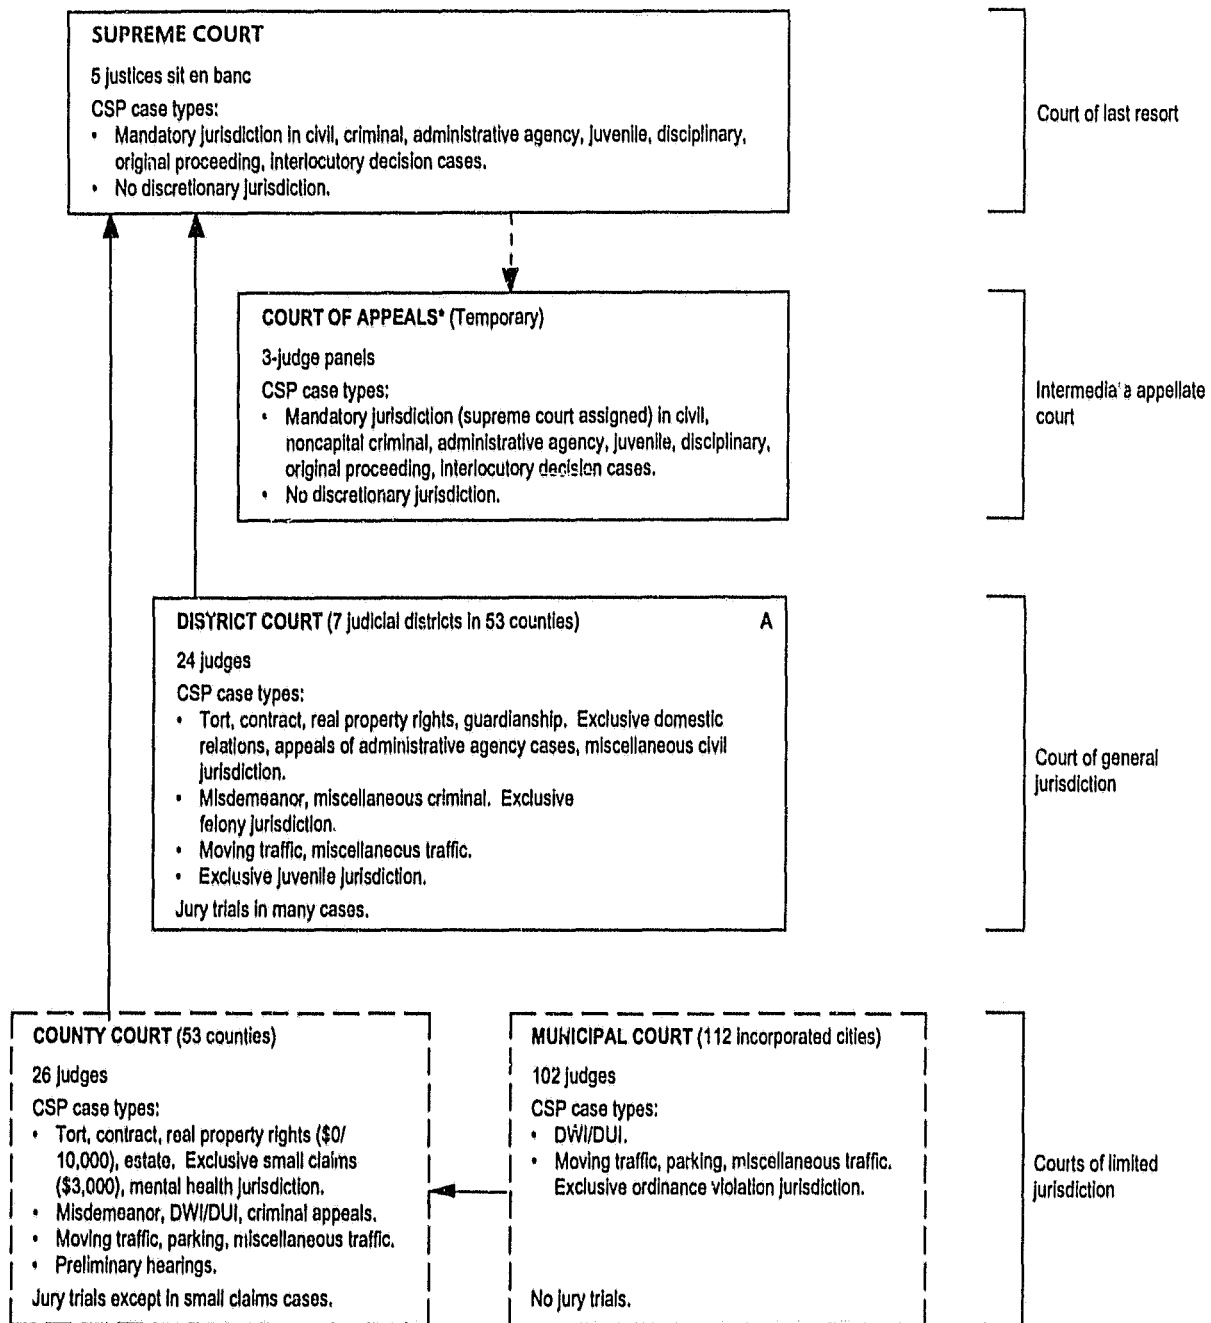 SUPREME COURT
5 justices sit en banc
CSP case types:
• Mandatory jurisdiction in civil, criminal, administrative agency, juvenile, disciplinary,
original proceeding, interlocutory decision cases.
• No discretionary jurisdiction.
Court of last resort
COURT OF APPEALS* (Temporary)
3-judge panels
CSP case types:
• Mandatory jurisdiction (supreme court assigned) in civil,
noncapital criminal, administrative agency, juvenile, disciplinary,
original proceeding, interlocutory decision cases.
• No discretionary jurisdiction.
appellate
court
DISTRICT COURT (7 judicial districts in 53 counties) A
24 judges
CSP case types:
• Tort, contract, real property rights, guardianship. Exclusive domestic
relations, appeals of administrative agency cases, miscellaneous civil
jurisdiction.
• Misdemeanor, miscellaneous criminal. Exclusive
felony jurisdiction.
• Moving traffic, miscellaneous traffic.
• Exclusive juvenile jurisdiction.
Jury trials in many cases.
Court of general
jurisdiction
COUNTY COURT (53 counties)
26 judges
CSP case types:
• Tort, contract, real property rights ($0/
10,000), estate. Exclusive small claims
($3,000), mental health jurisdiction.
• Misdemeanor, DWI/DUI, criminal appeals.
• Moving traffic, parking, miscellaneous traffic.
• Preliminary hearings.
Jury trials except in small claims cases.
MUNICIPAL COURT (112 incorporated cities)
102 judges
CSP case types:
• DWI/DUI.
• Moving traffic, parking, miscellaneous traffic.
Exclusive ordinance violation jurisdiction.
No jury trials.
Courts of limited
jurisdiction